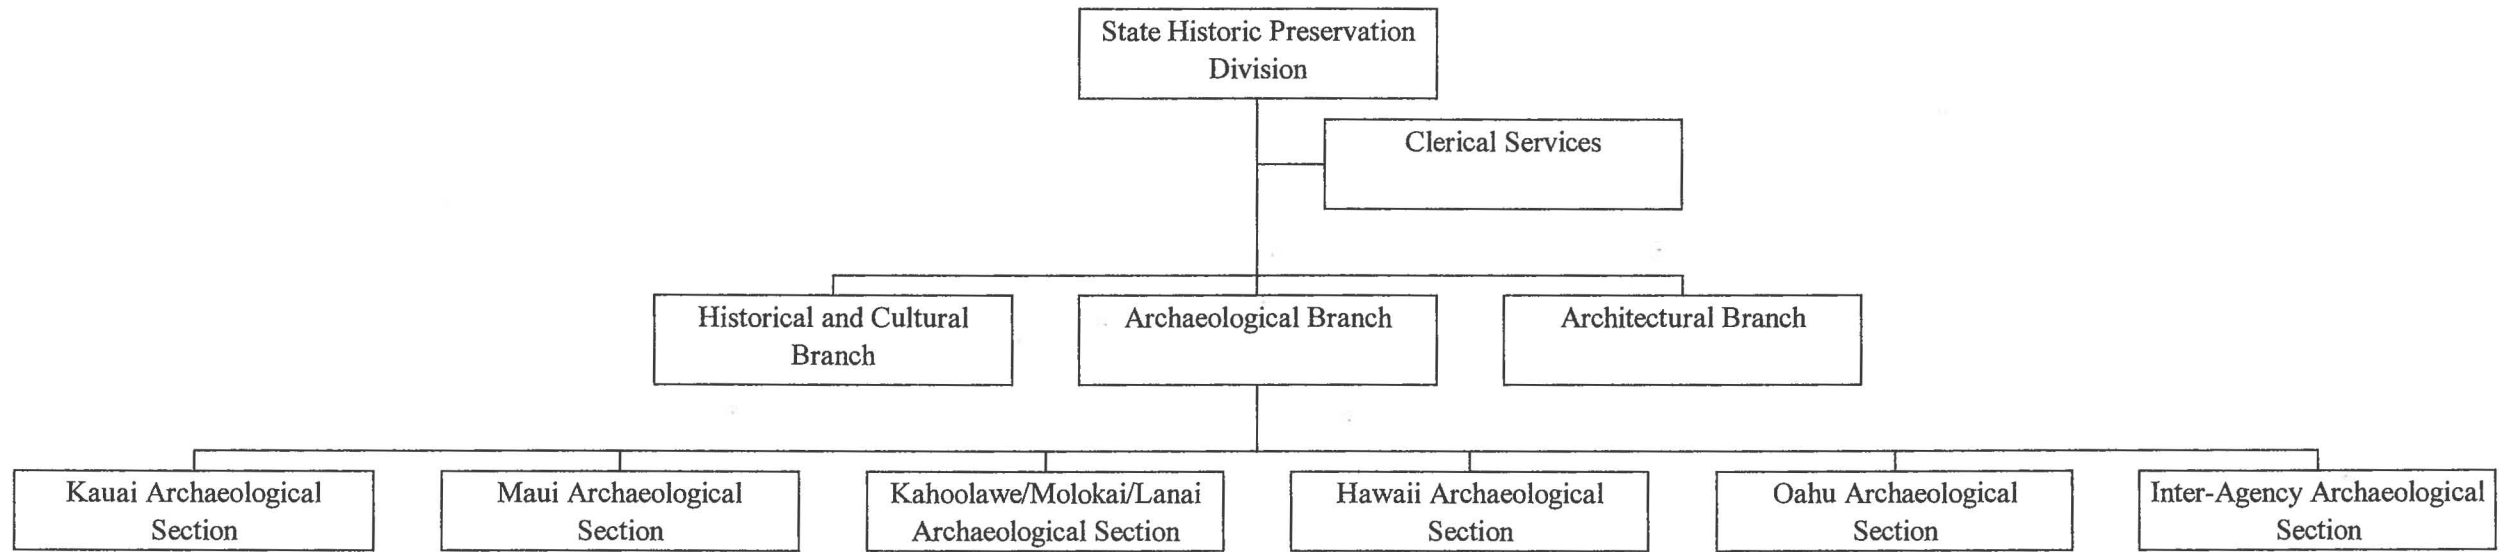 State Historic Preservation
Division
Clerical Services
Historical and Cultural
Branch
Archaeological Branch
Architectural Branch
Kauai Archaeological
Section
Maui Archaeological
Section
Kahoolawe/Molokai/Lanai
Archaeological Section
Hawaii Archaeological
Section
Oahu Archaeological
Section
Inter-Agency Archaeological
Section